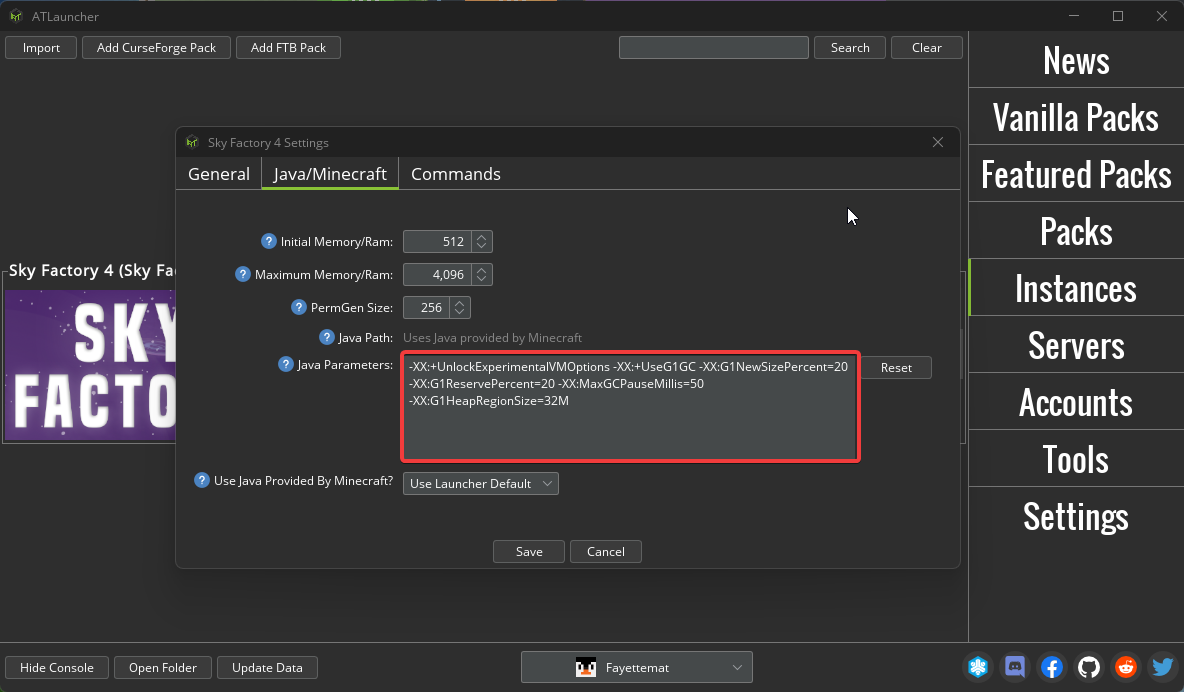 ATLauncher
Import
Add CurseForge Pack
Add FTB Pack
Search
Clear
News
Vanilla Packs
Featured Packs
Packs
Instances
Servers
Accounts
Tools
Settings
Sky Factory 4 (Sky Fa
SKY
FACTO
Sky Factory 4 Settings
General
Java/Minecraft
Commands
? Initial Memory/Ram: 512
? Maximum Memory/Ram: 4,096
? PermGen Size: 256
? Java Path: Uses Java provided by Minecraft
? Java Parameters:
-XX:+UnlockExperimentalVMOptions -XX:+UseG1GC -XX:G1NewSizePercent=20
-XX:G1ReservePercent=20 -XX:MaxGCPauseMillis=50
-XX:G1HeapRegionSize=32M
Reset
? Use Java Provided By Minecraft? Use Launcher Default
Save
Cancel
Hide Console
Open Folder
Update Data
Fayettemat